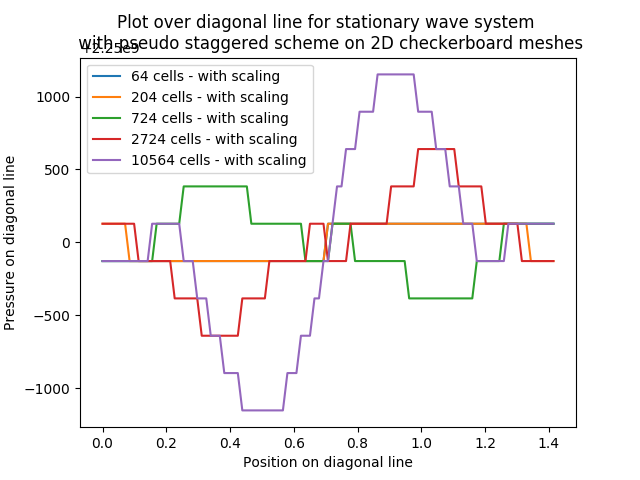 Plot over diagonal line for stationary wave system
with pseudo staggered scheme on 2D checkerboard meshes
+2.25e9
64 cells - with scaling
204 cells - with scaling
724 cells - with scaling
2724 cells - with scaling
10564 cells - with scaling
Pressure on diagonal line
1000
500
0
−500
−1000
0.0 0.2 0.4 0.6 0.8 1.0 1.2 1.4
Position on diagonal line